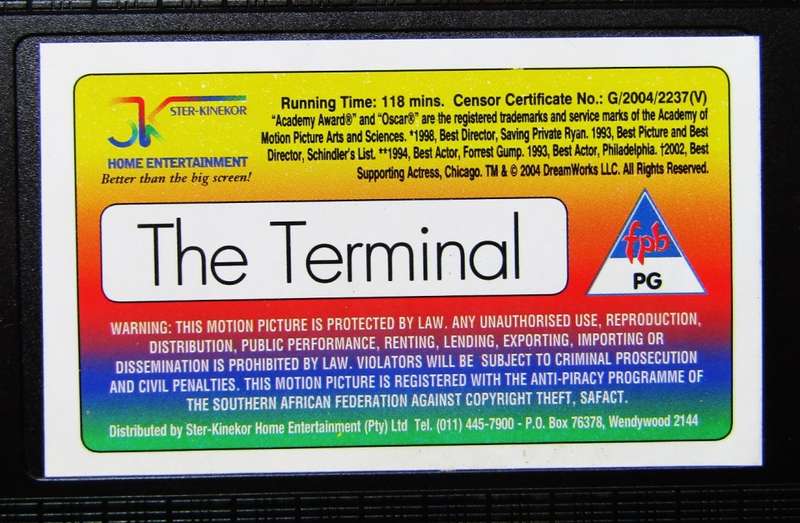 STER-KINEKOR
HOME ENTERTAINMENT
Better than the big screen!
Running Time: 118 mins. Censor Certificate No.: G/2004/2237(V)
"Academy Award®" and "Oscar®" are the registered trademarks and service marks of the Academy of
Motion Picture Arts and Sciences. *1998, Best Director, Saving Private Ryan. 1993, Best Picture and Best
Director, Schindler's List. **1994, Best Actor, Forrest Gump. 1993, Best Actor, Philadelphia. †2002, Best
Supporting Actress, Chicago. TM & © 2004 DreamWorks LLC. All Rights Reserved.
The Terminal
fpb
PG
WARNING: THIS MOTION PICTURE IS PROTECTED BY LAW. ANY UNAUTHORISED USE, REPRODUCTION,
DISTRIBUTION, PUBLIC PERFORMANCE, RENTING, LENDING, EXPORTING, IMPORTING OR
DISSEMINATION IS PROHIBITED BY LAW. VIOLATORS WILL BE SUBJECT TO CRIMINAL PROSECUTION
AND CIVIL PENALTIES. THIS MOTION PICTURE IS REGISTERED WITH THE ANTI-PIRACY PROGRAMME OF
THE SOUTHERN AFRICAN FEDERATION AGAINST COPYRIGHT THEFT, SAFACT.
Distributed by Ster-Kinekor Home Entertainment (Pty) Ltd Tel. (011) 445-7900 - P.O. Box 76378, Wendywood 2144